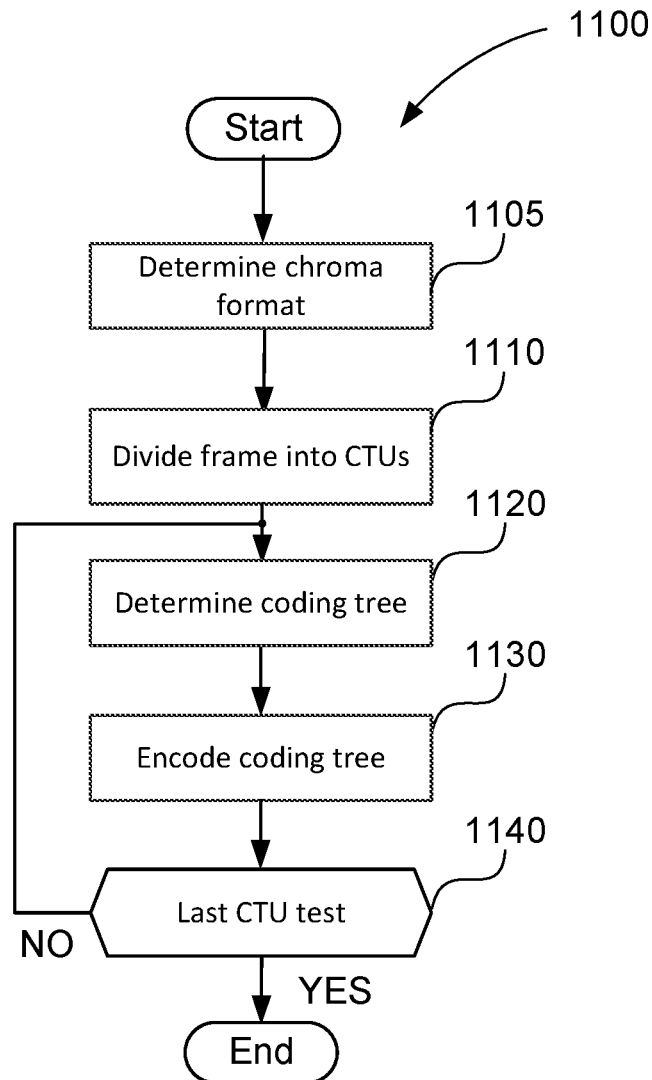 1100
Start
1105
Determine chroma
format
1110
Divide frame into CTUs
1120
Determine coding tree
1130
Encode coding tree
1140
Last CTU test
NO
YES
End